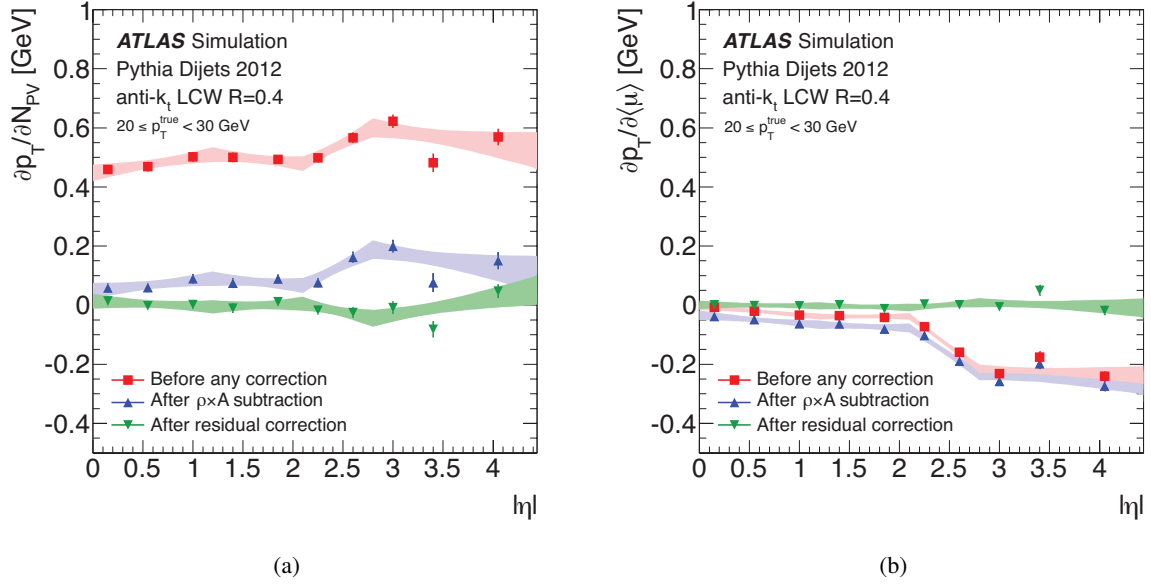 ∂p_T/∂N_PV [GeV]
1
0.8
0.6
0.4
0.2
0
-0.2
-0.4
ATLAS Simulation
Pythia Dijets 2012
anti-k_t LCW R=0.4
20 ≤ p_T^true < 30 GeV
Before any correction
After ρ×A subtraction
After residual correction
0 0.5 1 1.5 2 2.5 3 3.5 4
|η|
(a)
∂p_T/∂⟨μ⟩ [GeV]
1
0.8
0.6
0.4
0.2
0
-0.2
-0.4
ATLAS Simulation
Pythia Dijets 2012
anti-k_t LCW R=0.4
20 ≤ p_T^true < 30 GeV
Before any correction
After ρ×A subtraction
After residual correction
0 0.5 1 1.5 2 2.5 3 3.5 4
|η|
(b)